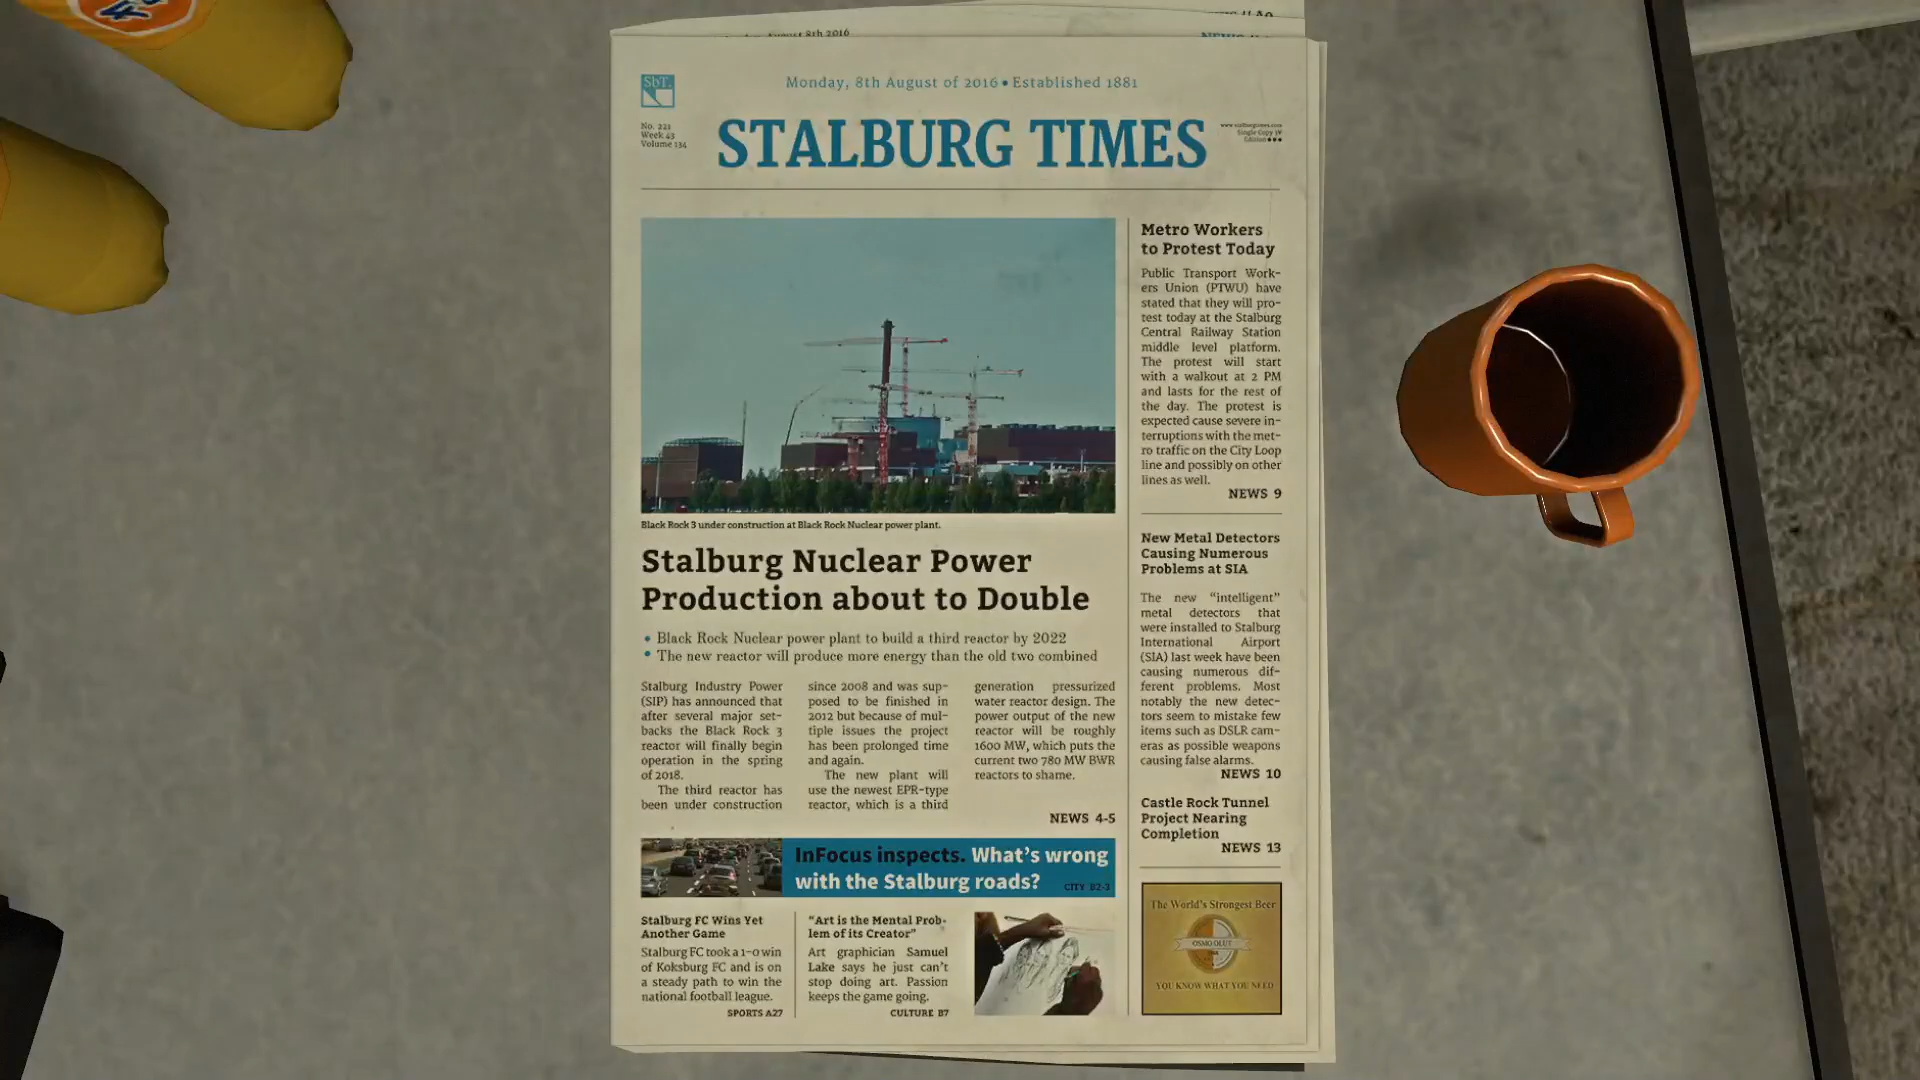 August 8th 2016
Monday, 8th August of 2016 • Established 1881
SbT.
No. 221
Week 43
Volume 134
STALBURG TIMES
www.stalburgtimes.com
Single Copy
Edition
Black Rock 3 under construction at Black Rock Nuclear power plant.
Stalburg Nuclear Power
Production about to Double
• Black Rock Nuclear power plant to build a third reactor by 2022
• The new reactor will produce more energy than the old two combined
Stalburg Industry Power
(SIP) has announced that
after several major set-
backs the Black Rock 3
reactor will finally begin
operation in the spring
of 2018.
The third reactor has
been under construction
since 2008 and was sup-
posed to be finished in
2012 but because of mul-
tiple issues the project
has been prolonged time
and again.
The new plant will
use the newest EPR-type
reactor, which is a third
generation pressurized
water reactor design. The
power output of the new
reactor will be roughly
1600 MW, which puts the
current two 780 MW BWR
reactors to shame.
NEWS 4-5
InFocus inspects. What's wrong
with the Stalburg roads?
CITY B2-3
Stalburg FC Wins Yet
Another Game
Stalburg FC took a 1-0 win
of Koksburg FC and is on
a steady path to win the
national football league.
SPORTS A27
"Art is the Mental Prob-
lem of its Creator"
Art graphician Samuel
Lake says he just can't
stop doing art. Passion
keeps the game going.
CULTURE B7
Metro Workers
to Protest Today
Public Transport Work-
ers Union (PTWU) have
stated that they will pro-
test today at the Stalburg
Central Railway Station
middle level platform.
The protest will start
with a walkout at 2 PM
and lasts for the rest of
the day. The protest is
expected cause severe in-
terruptions with the met-
ro traffic on the City Loop
line and possibly on other
lines as well.
NEWS 9
New Metal Detectors
Causing Numerous
Problems at SIA
The new "intelligent"
metal detectors that
were installed to Stalburg
International Airport
(SIA) last week have been
causing numerous dif-
ferent problems. Most
notably the new detec-
tors seem to mistake few
items such as DSLR cam-
eras as possible weapons
causing false alarms.
NEWS 10
Castle Rock Tunnel
Project Nearing
Completion
NEWS 13
The World's Strongest Beer
OSMO OLUT
YOU KNOW WHAT YOU NEED